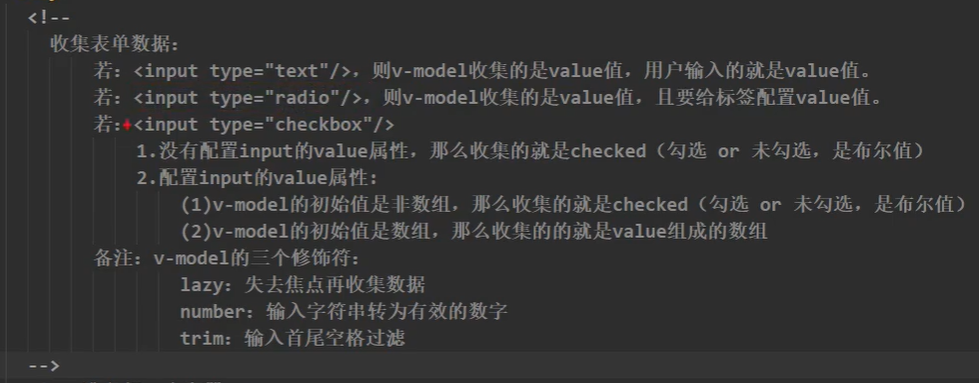 <!--
收集表单数据：
若：<input type="text"/>，则v-model收集的是value值，用户输入的就是value值。
若：<input type="radio"/>，则v-model收集的是value值，且要给标签配置value值。
若：<input type="checkbox"/>
1.没有配置input的value属性，那么收集的就是checked（勾选 or 未勾选，是布尔值）
2.配置input的value属性：
(1)v-model的初始值是非数组，那么收集的就是checked（勾选 or 未勾选，是布尔值）
(2)v-model的初始值是数组，那么收集的的就是value组成的数组
备注：v-model的三个修饰符：
lazy：失去焦点再收集数据
number：输入字符串转为有效的数字
trim：输入首尾空格过滤
-->